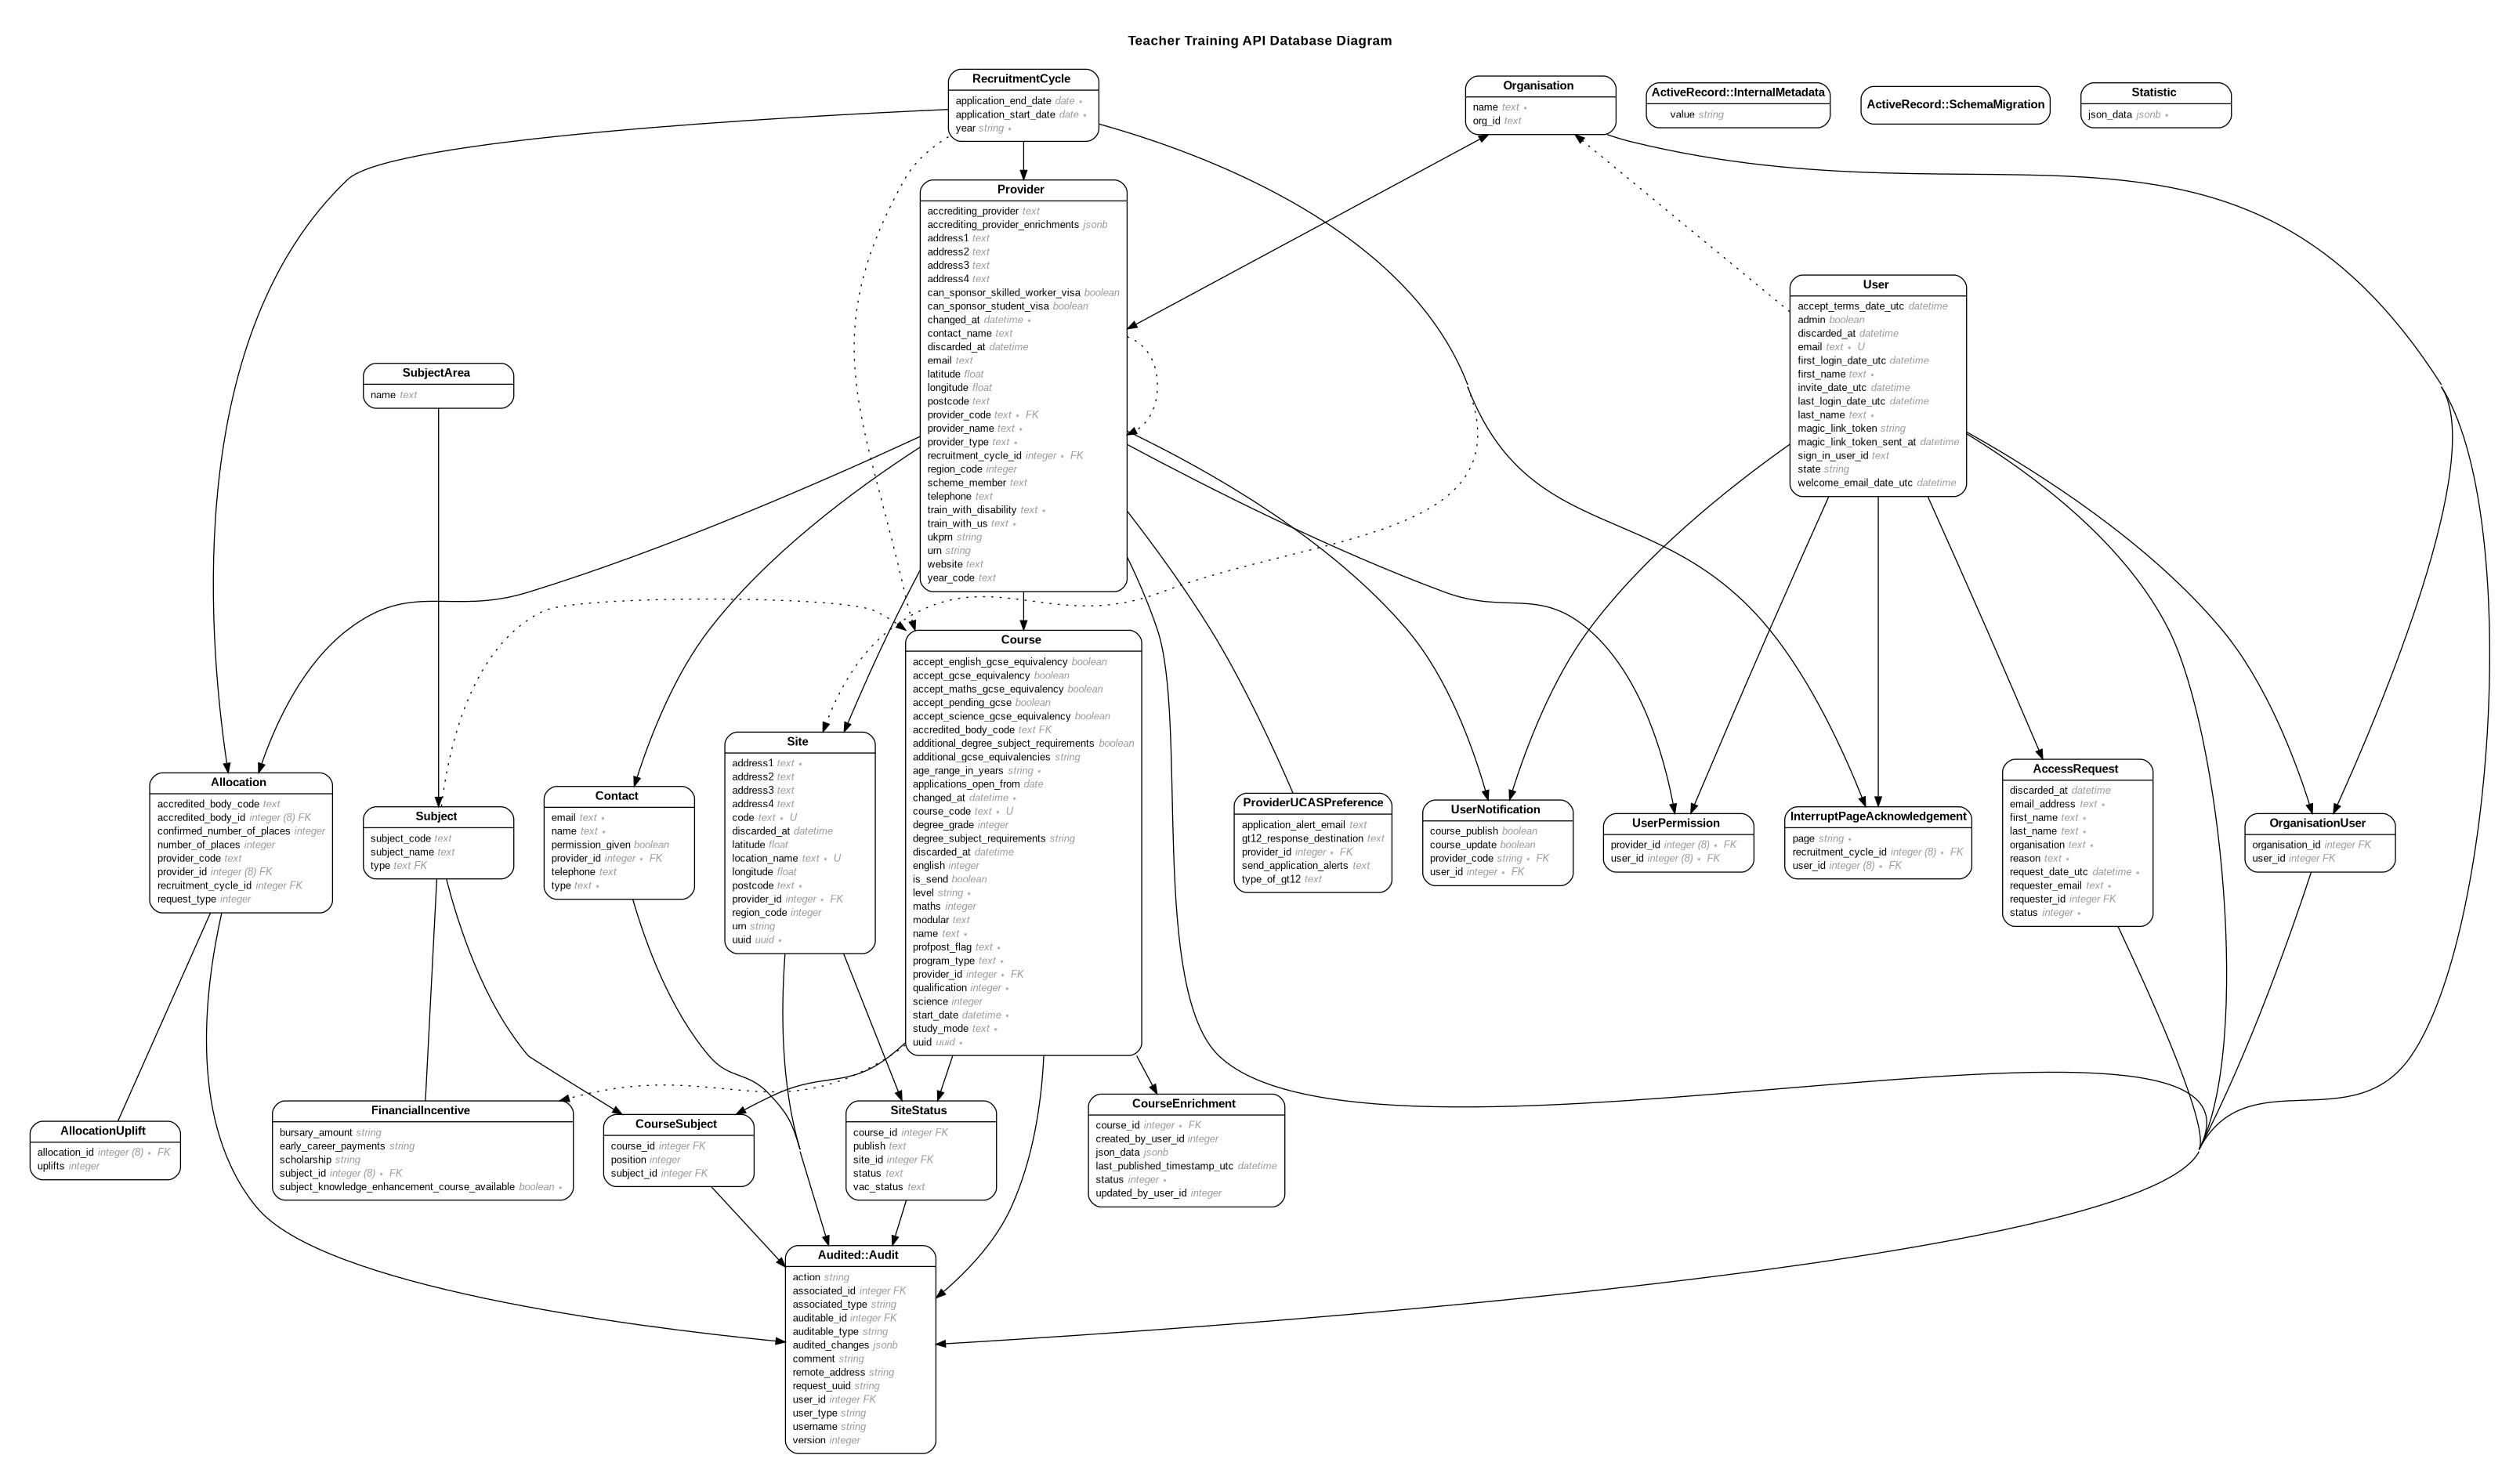 Teacher Training API Database Diagram
RecruitmentCycle
application_end_date date ∗
application_start_date date ∗
year string ∗
Organisation
name text ∗
org_id text
ActiveRecord::InternalMetadata
value string
ActiveRecord::SchemaMigration
Statistic
json_data jsonb ∗
Provider
accrediting_provider text
accrediting_provider_enrichments jsonb
address1 text
address2 text
address3 text
address4 text
can_sponsor_skilled_worker_visa boolean
can_sponsor_student_visa boolean
changed_at datetime ∗
contact_name text
discarded_at datetime
email text
latitude float
longitude float
postcode text
provider_code text ∗ FK
provider_name text ∗
provider_type text ∗
recruitment_cycle_id integer ∗ FK
region_code integer
scheme_member text
telephone text
train_with_disability text ∗
train_with_us text ∗
ukprn string
urn string
website text
year_code text
User
accept_terms_date_utc datetime
admin boolean
discarded_at datetime
email text ∗ U
first_login_date_utc datetime
first_name text ∗
invite_date_utc datetime
last_login_date_utc datetime
last_name text ∗
magic_link_token string
magic_link_token_sent_at datetime
sign_in_user_id text
state string
welcome_email_date_utc datetime
SubjectArea
name text
Course
accept_english_gcse_equivalency boolean
accept_gcse_equivalency boolean
accept_maths_gcse_equivalency boolean
accept_pending_gcse boolean
accept_science_gcse_equivalency boolean
accredited_body_code text FK
additional_degree_subject_requirements boolean
additional_gcse_equivalencies string
age_range_in_years string ∗
applications_open_from date
changed_at datetime ∗
course_code text ∗ U
degree_grade integer
degree_subject_requirements string
discarded_at datetime
english integer
is_send boolean
level string ∗
maths integer
modular text
name text ∗
profpost_flag text ∗
program_type text ∗
provider_id integer ∗ FK
qualification integer ∗
science integer
start_date datetime ∗
study_mode text ∗
uuid uuid ∗
Allocation
accredited_body_code text
accredited_body_id integer (8) FK
confirmed_number_of_places integer
number_of_places integer
provider_code text
provider_id integer (8) FK
recruitment_cycle_id integer FK
request_type integer
Subject
subject_code text
subject_name text
type text FK
Contact
email text ∗
name text ∗
permission_given boolean
provider_id integer ∗ FK
telephone text
type text ∗
Site
address1 text ∗
address2 text
address3 text
address4 text
code text ∗ U
discarded_at datetime
latitude float
location_name text ∗ U
longitude float
postcode text ∗
provider_id integer ∗ FK
region_code integer
urn string
uuid uuid ∗
ProviderUCASPreference
application_alert_email text
gt12_response_destination text
provider_id integer ∗ FK
send_application_alerts text
type_of_gt12 text
UserNotification
course_publish boolean
course_update boolean
provider_code string ∗ FK
user_id integer ∗ FK
UserPermission
provider_id integer (8) ∗ FK
user_id integer (8) ∗ FK
InterruptPageAcknowledgement
page string ∗
recruitment_cycle_id integer (8) ∗ FK
user_id integer (8) ∗ FK
AccessRequest
discarded_at datetime
email_address text ∗
first_name text ∗
last_name text ∗
organisation text ∗
reason text ∗
request_date_utc datetime ∗
requester_email text ∗
requester_id integer FK
status integer ∗
OrganisationUser
organisation_id integer FK
user_id integer FK
AllocationUplift
allocation_id integer (8) ∗ FK
uplifts integer
FinancialIncentive
bursary_amount string
early_career_payments string
scholarship string
subject_id integer (8) ∗ FK
subject_knowledge_enhancement_course_available boolean ∗
CourseSubject
course_id integer FK
position integer
subject_id integer FK
SiteStatus
course_id integer FK
publish text
site_id integer FK
status text
vac_status text
CourseEnrichment
course_id integer ∗ FK
created_by_user_id integer
json_data jsonb
last_published_timestamp_utc datetime
status integer ∗
updated_by_user_id integer
Audited::Audit
action string
associated_id integer FK
associated_type string
auditable_id integer FK
auditable_type string
audited_changes jsonb
comment string
remote_address string
request_uuid string
user_id integer FK
user_type string
username string
version integer